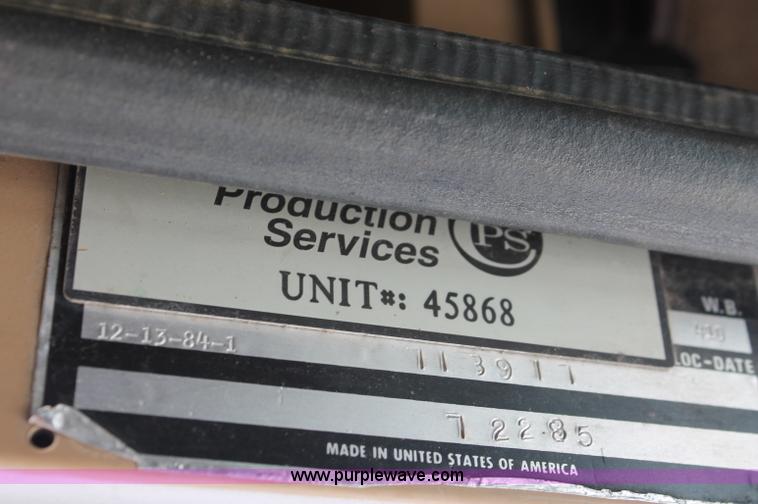 Production
Services
CPS
UNIT#: 45868
W.B.
LOC-DATE
12-13-84-1
113917
7 22 85
MADE IN UNITED STATES OF AMERICA
www.purplewave.com